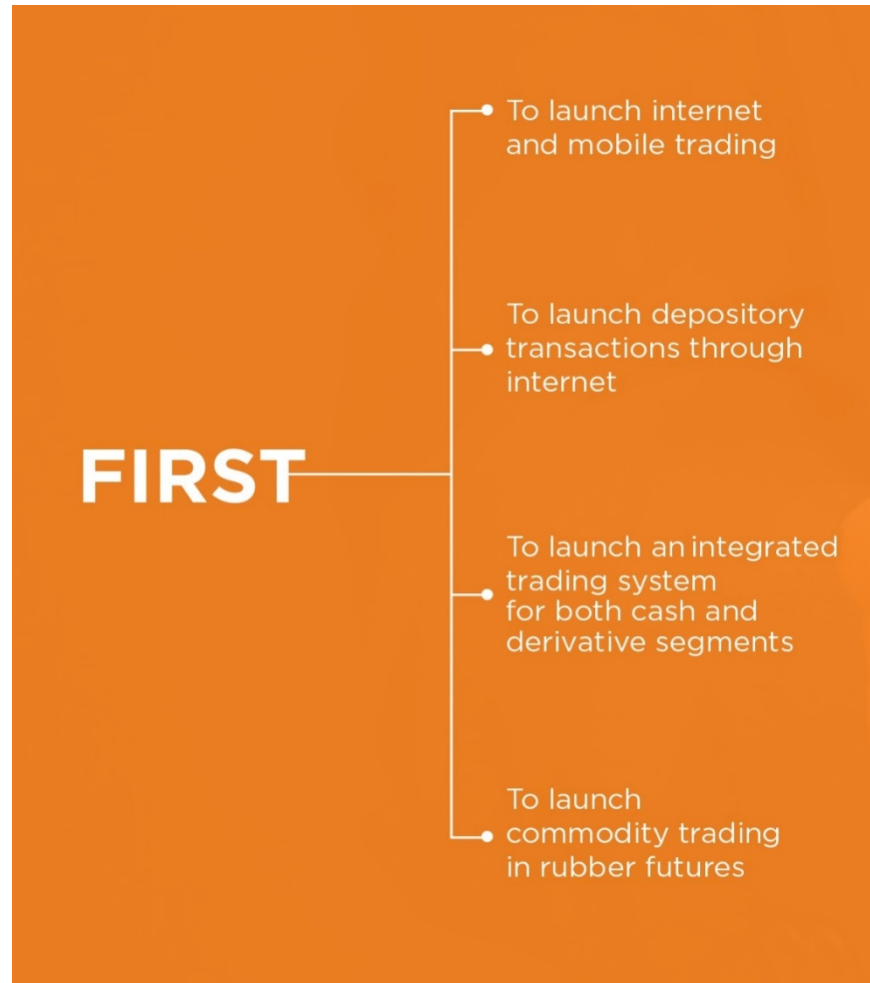 To launch internet
and mobile trading
To launch depository
transactions through
internet
FIRST
To launch an integrated
trading system
for both cash and
derivative segments
To launch
commodity trading
in rubber futures